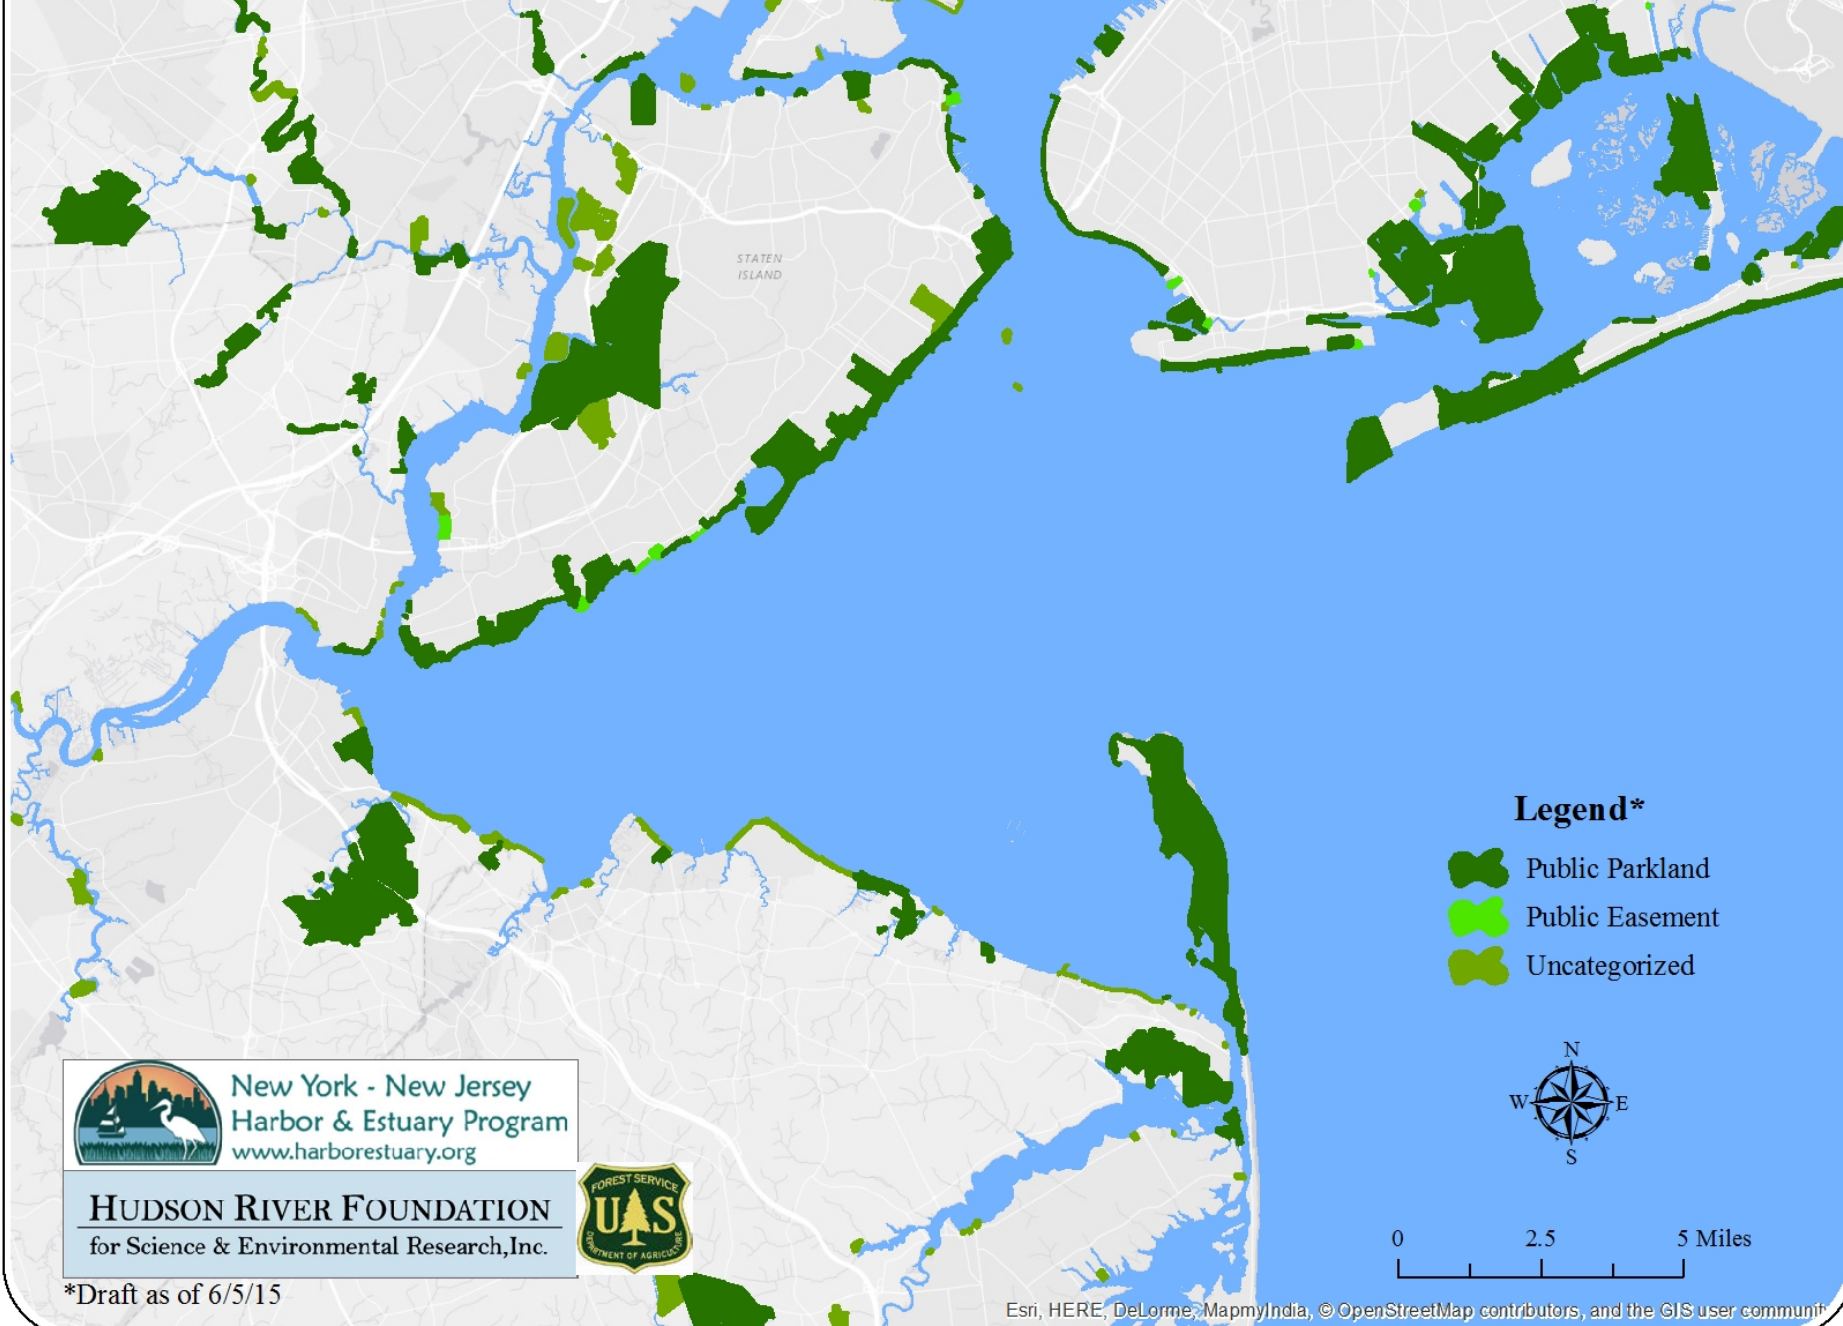 STATEN
ISLAND
Legend*
Public Parkland
Public Easement
Uncategorized
N
W
E
S
0 2.5 5 Miles
New York - New Jersey
Harbor & Estuary Program
www.harborestuary.org
HUDSON RIVER FOUNDATION
for Science & Environmental Research,Inc.
FOREST SERVICE
U S
DEPARTMENT OF AGRICULTURE
*Draft as of 6/5/15
Esri, HERE, DeLorme, MapmyIndia, © OpenStreetMap contributors, and the GIS user communit